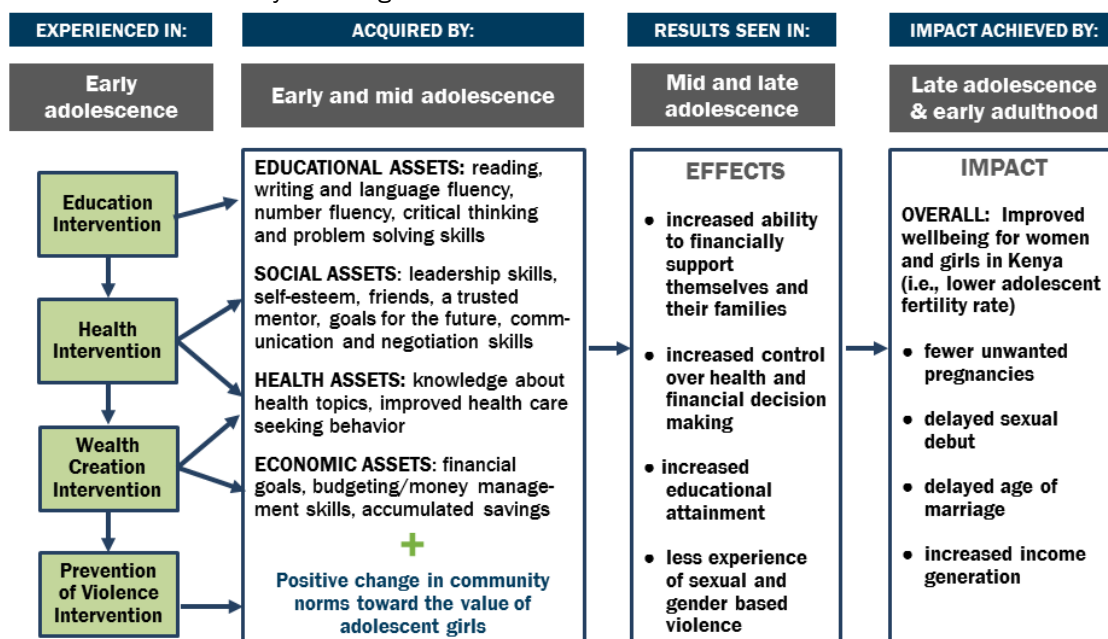 EXPERIENCED IN:
Early
adolescence
Education
Intervention
Health
Intervention
Wealth
Creation
Intervention
Prevention
of Violence
Intervention
ACQUIRED BY:
Early and mid adolescence
EDUCATIONAL ASSETS: reading,
writing and language fluency,
number fluency, critical thinking
and problem solving skills
SOCIAL ASSETS: leadership skills,
self-esteem, friends, a trusted
mentor, goals for the future, comm-
unication and negotiation skills
HEALTH ASSETS: knowledge about
health topics, improved health care
seeking behavior
ECONOMIC ASSETS: financial
goals, budgeting/money manage-
ment skills, accumulated savings
+
Positive change in community
norms toward the value of
adolescent girls
RESULTS SEEN IN:
Mid and late
adolescence
EFFECTS
• increased ability
to financially
support
themselves and
their families
• increased control
over health and
financial decision
making
• increased
educational
attainment
• less experience
of sexual and
gender based
violence
IMPACT ACHIEVED BY:
Late adolescence
& early adulthood
IMPACT
OVERALL: Improved
wellbeing for women
and girls in Kenya
(i.e., lower adolescent
fertility rate)
• fewer unwanted
pregnancies
• delayed sexual
debut
• delayed age of
marriage
• increased income
generation